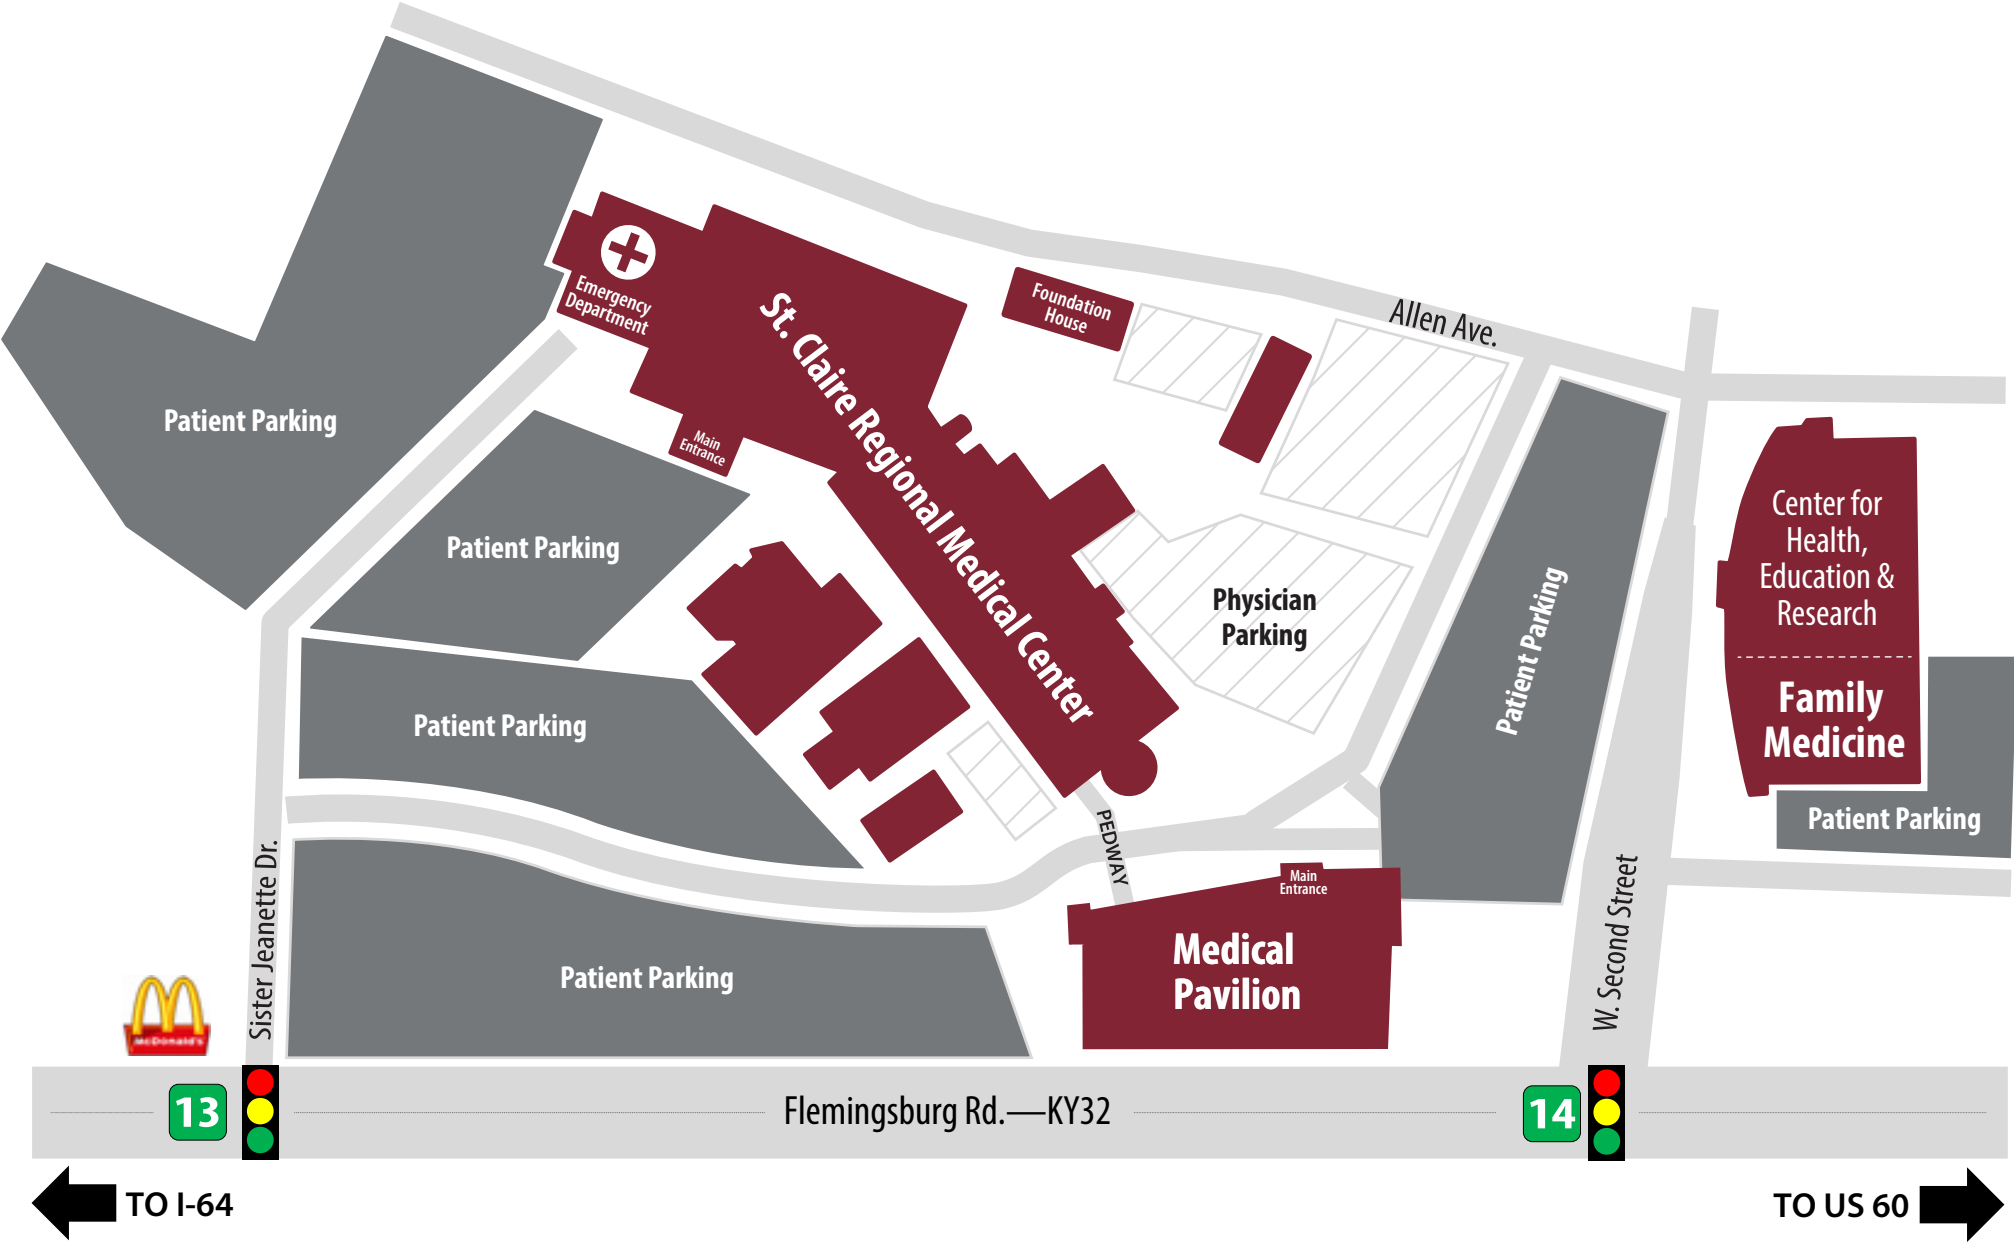 Allen Ave.
Foundation
House
Emergency
Department
St. Claire Regional Medical Center
Patient Parking
Main
Entrance
Patient Parking
Center for
Health,
Education &
Research
Physician
Parking
Patient Parking
Family
Medicine
Patient Parking
Patient Parking
PEDWAY
Main
Entrance
Medical
Pavilion
Patient Parking
Sister Jeanette Dr.
W. Second Street
McDonald's
13
Flemingsburg Rd.—KY32
14
TO I-64
TO US 60